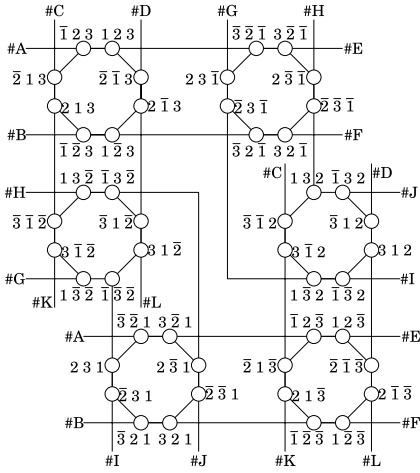 #C #D #G #H
1̅ 2 3 1 2 3 3̅ 2̅ 1 3 2̅ 1
#A #E
2̅ 1 3 2̅ 1̅ 3 2 3 1̅ 2 3̅ 1̅
2 1 3 2 1̅ 3 2̅ 3 1̅ 2̅ 3̅ 1̅
#B #F
1̅ 2̅ 3 1 2̅ 3 3̅ 2 1̅ 3 2 1̅
#C #D
1 3 2̅ 1̅ 3 2̅ 1 3 2 1̅ 3 2
#H #J
3̅ 1̅ 2̅ 3̅ 1 2̅ 3̅ 1̅ 2 3̅ 1 2
3 1̅ 2̅ 3 1 2̅ 3 1̅ 2 3 1 2
#G #I
1 3̅ 2̅ 1̅ 3̅ 2̅ 1 3̅ 2 1̅ 3̅ 2
#K #L
3̅ 2̅ 1 3 2̅ 1 1̅ 2 3̅ 1 2 3̅
#A #E
2 3 1 2 3̅ 1 2̅ 1 3̅ 2̅ 1̅ 3̅
2̅ 3 1 2̅ 3̅ 1 2 1 3̅ 2 1̅ 3̅
#B #F
3̅ 2 1 3 2 1 1̅ 2̅ 3̅ 1 2̅ 3̅
#I #J #K #L